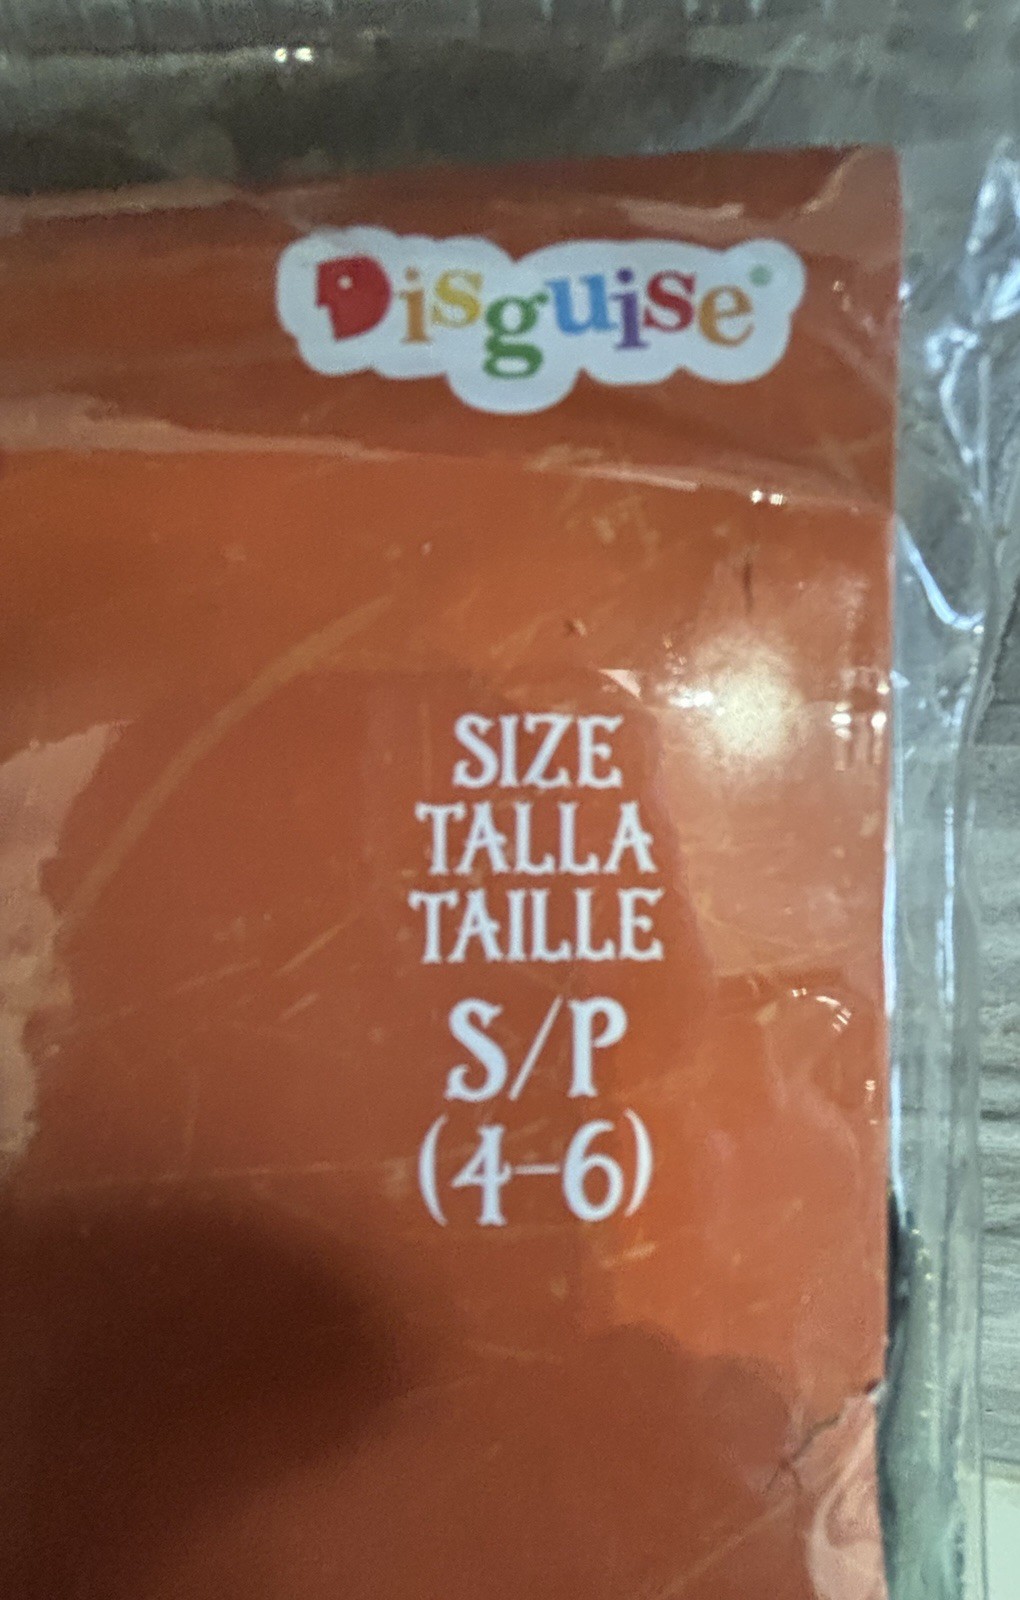 Disguise®
SIZE
TALLA
TAILLE
S/P
(4-6)